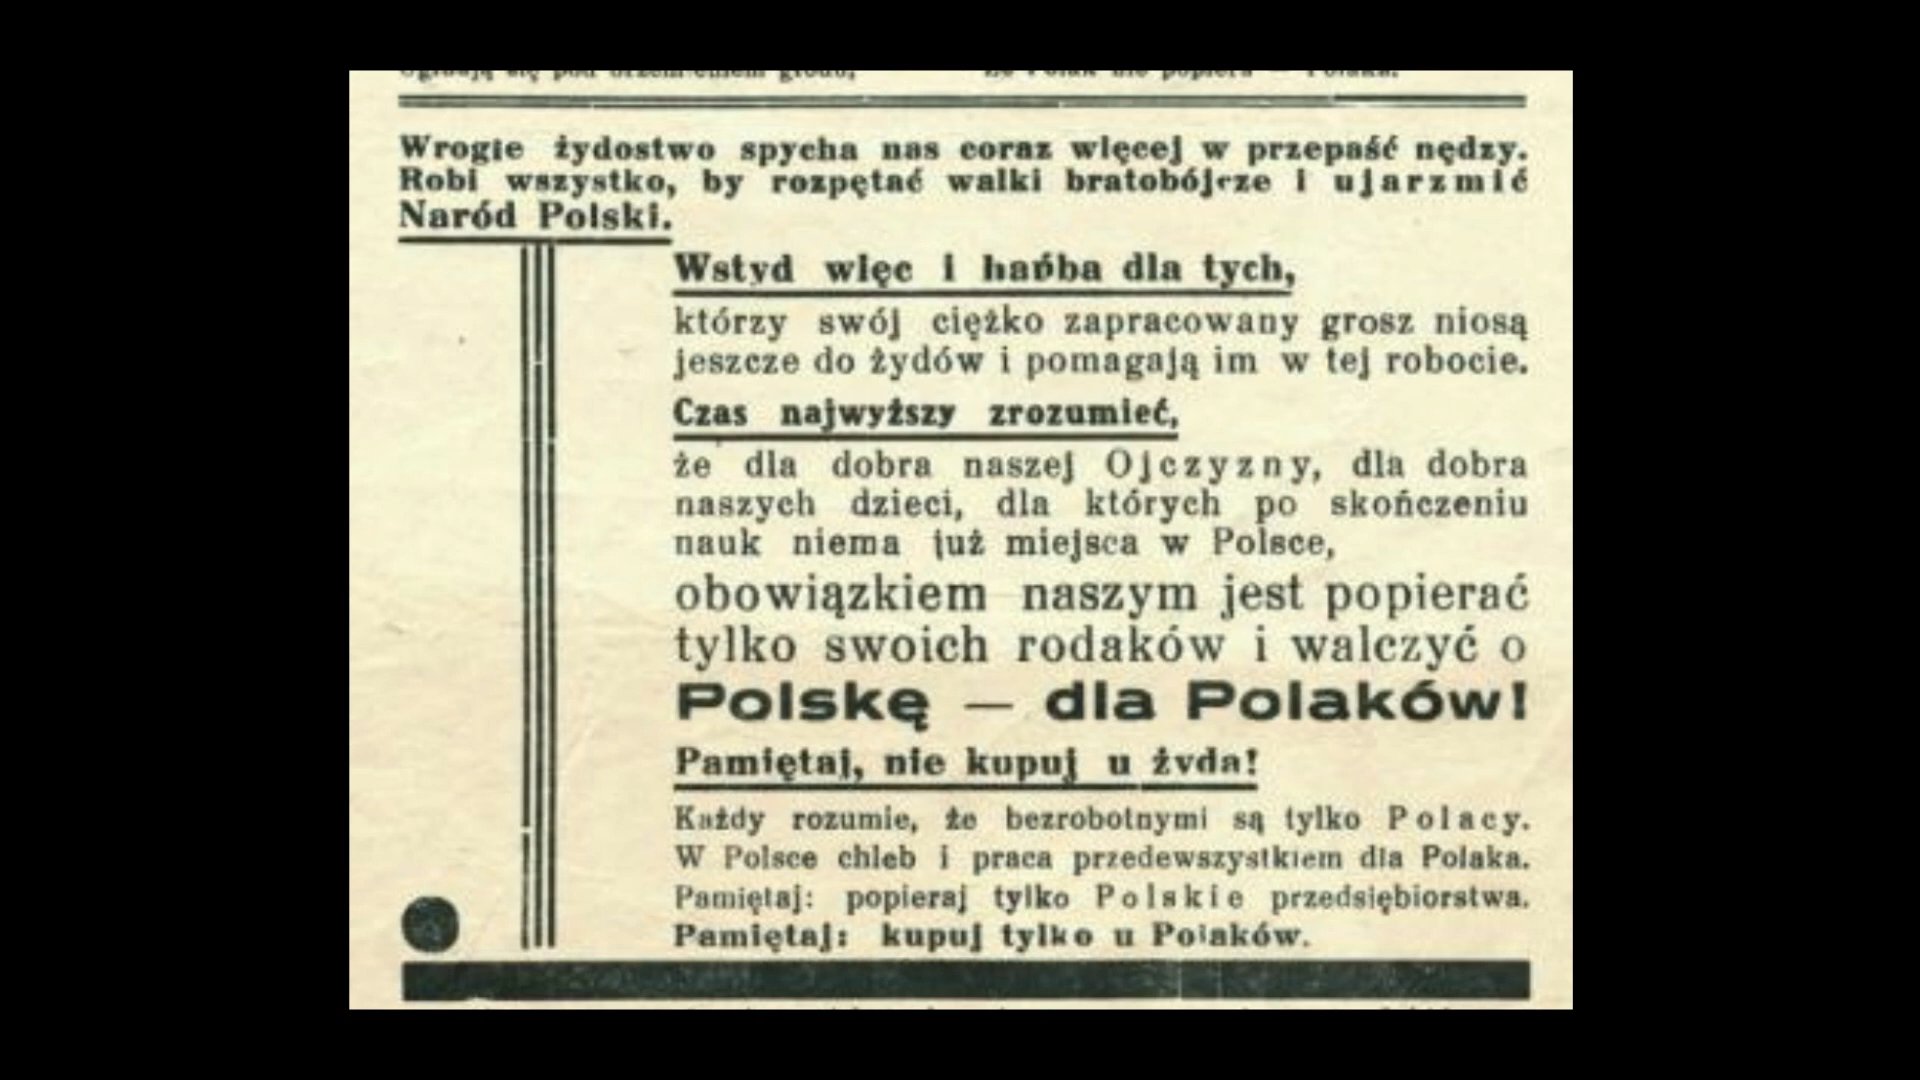 Wrogie żydostwo spycha nas coraz więcej w przepaść nędzy.
Robi wszystko, by rozpętać walki bratobójcze i ujarzmić
Naród Polski.
Wstyd więc i hańba dla tych,
którzy swój ciężko zapracowany grosz niosą
jeszcze do żydów i pomagają im w tej robocie.
Czas najwyższy zrozumieć,
że dla dobra naszej Ojczyzny, dla dobra
naszych dzieci, dla których po skończeniu
nauk niema już miejsca w Polsce,
obowiązkiem naszym jest popierać
tylko swoich rodaków i walczyć o
Polskę — dla Polaków!
Pamiętaj, nie kupuj u żyda!
Każdy rozumie, że bezrobotnymi są tylko Polacy.
W Polsce chleb i praca przedewszystkiem dla Polaka.
Pamiętaj: popieraj tylko Polskie przedsiębiorstwa.
Pamiętaj: kupuj tylko u Polaków.